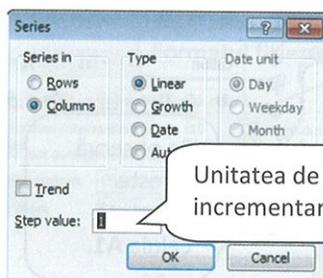 Series
Series in
Type
Date unit
Rows
Linear
Day
Columns
Growth
Weekday
Date
Month
Trend
Step value: 1
Unitatea de
incrementar
OK
Cancel